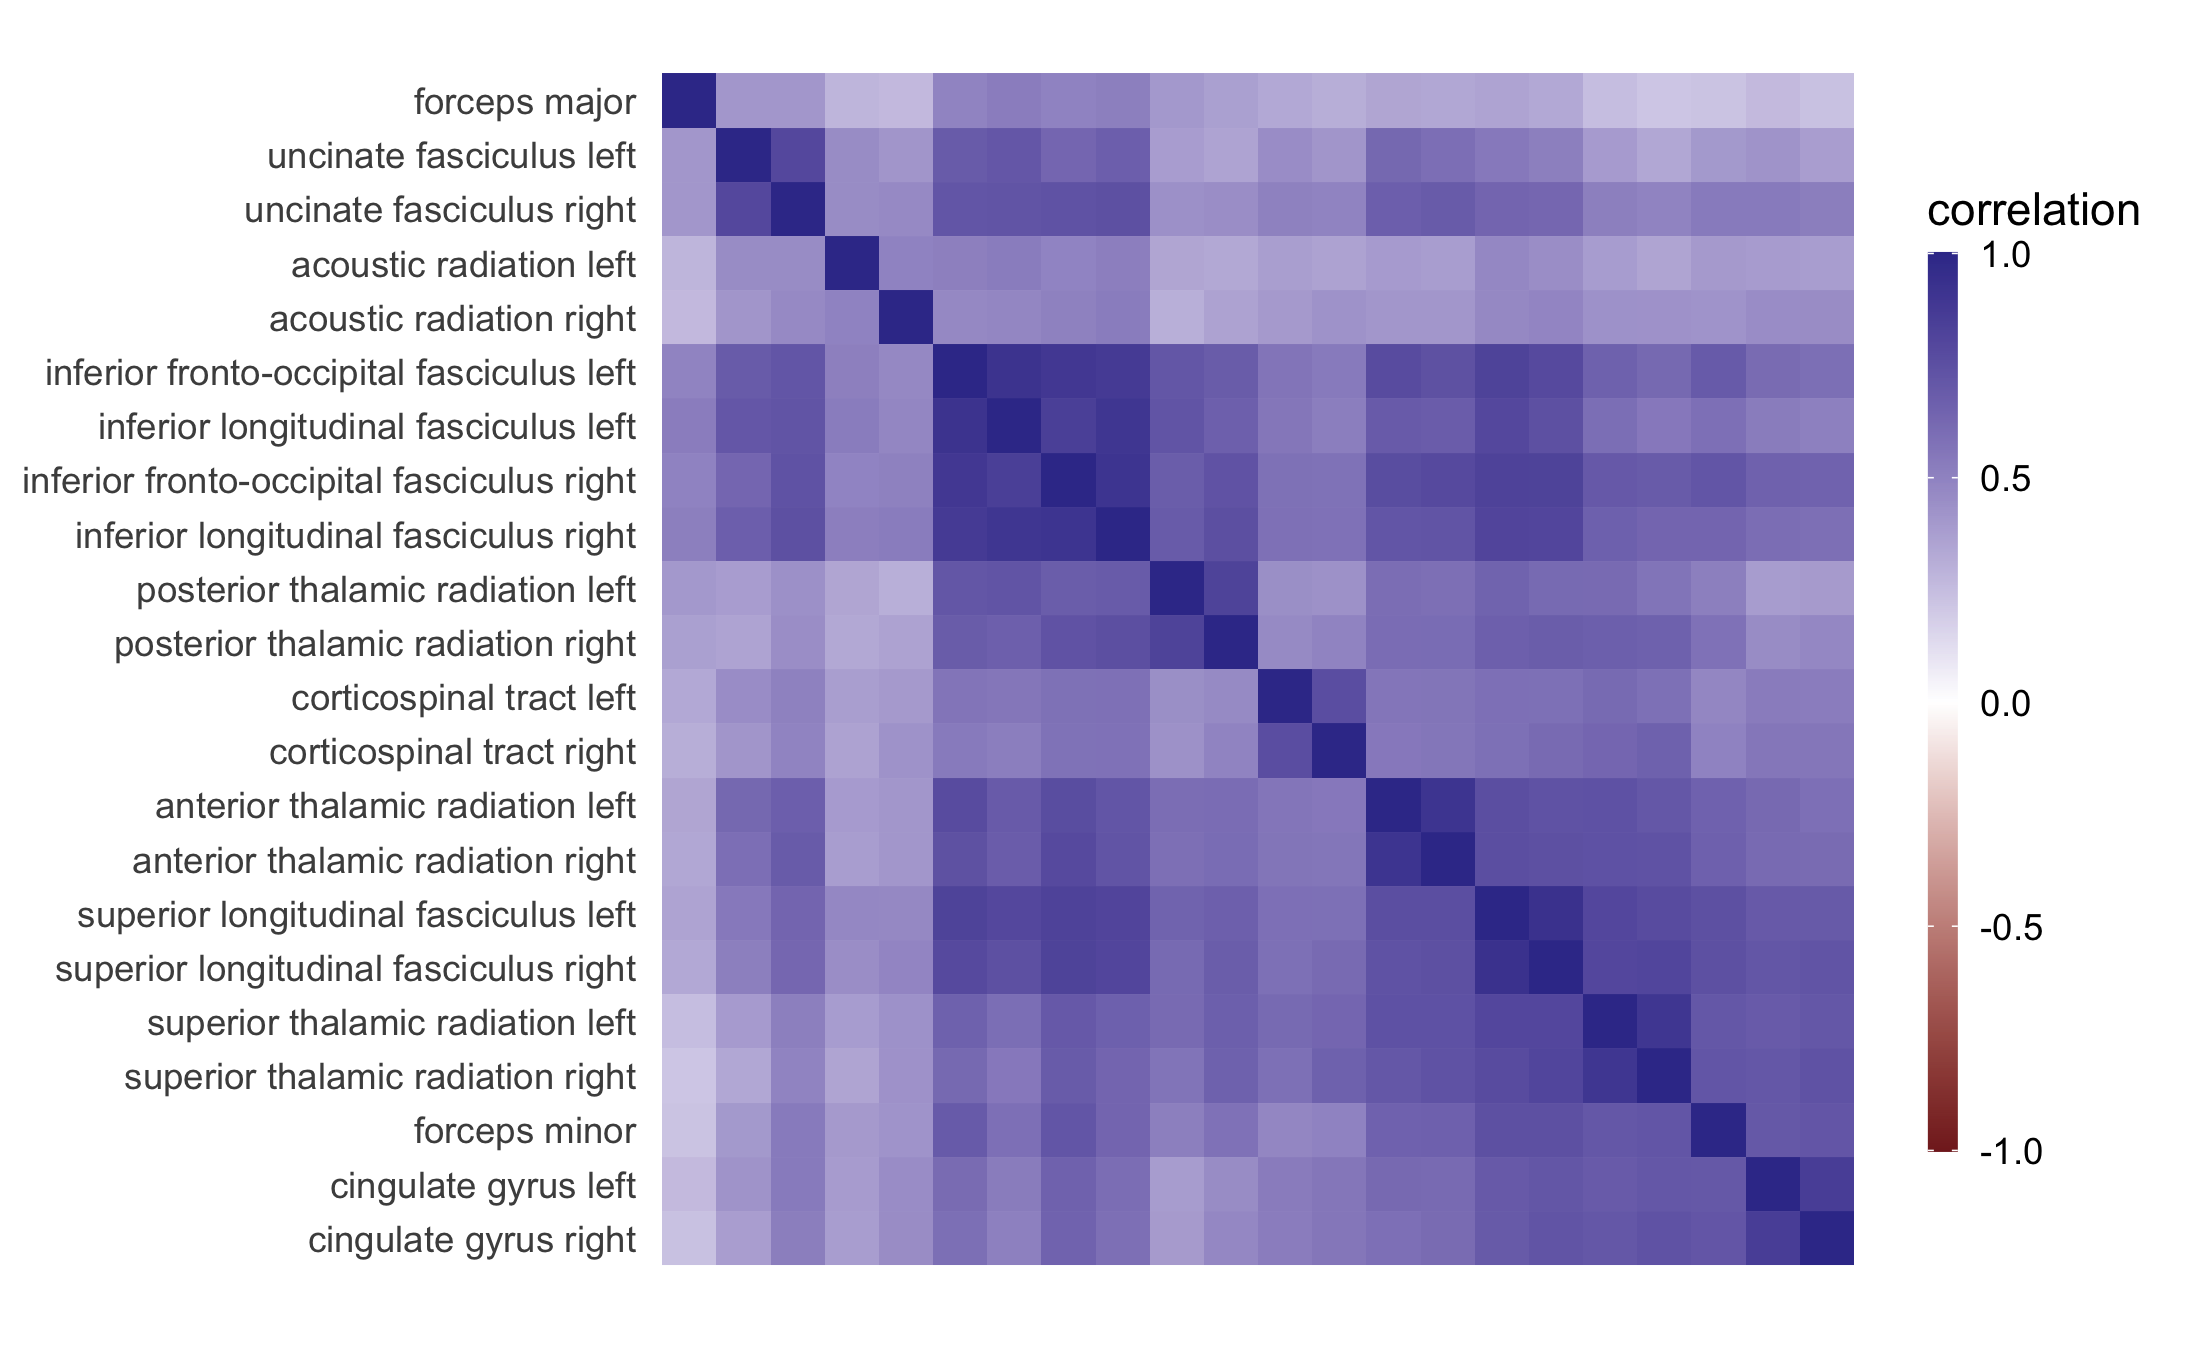 forceps major
uncinate fasciculus left
uncinate fasciculus right
acoustic radiation left
acoustic radiation right
inferior fronto-occipital fasciculus left
inferior longitudinal fasciculus left
inferior fronto-occipital fasciculus right
inferior longitudinal fasciculus right
posterior thalamic radiation left
posterior thalamic radiation right
corticospinal tract left
corticospinal tract right
anterior thalamic radiation left
anterior thalamic radiation right
superior longitudinal fasciculus left
superior longitudinal fasciculus right
superior thalamic radiation left
superior thalamic radiation right
forceps minor
cingulate gyrus left
cingulate gyrus right
correlation
1.0
0.5
0.0
-0.5
-1.0